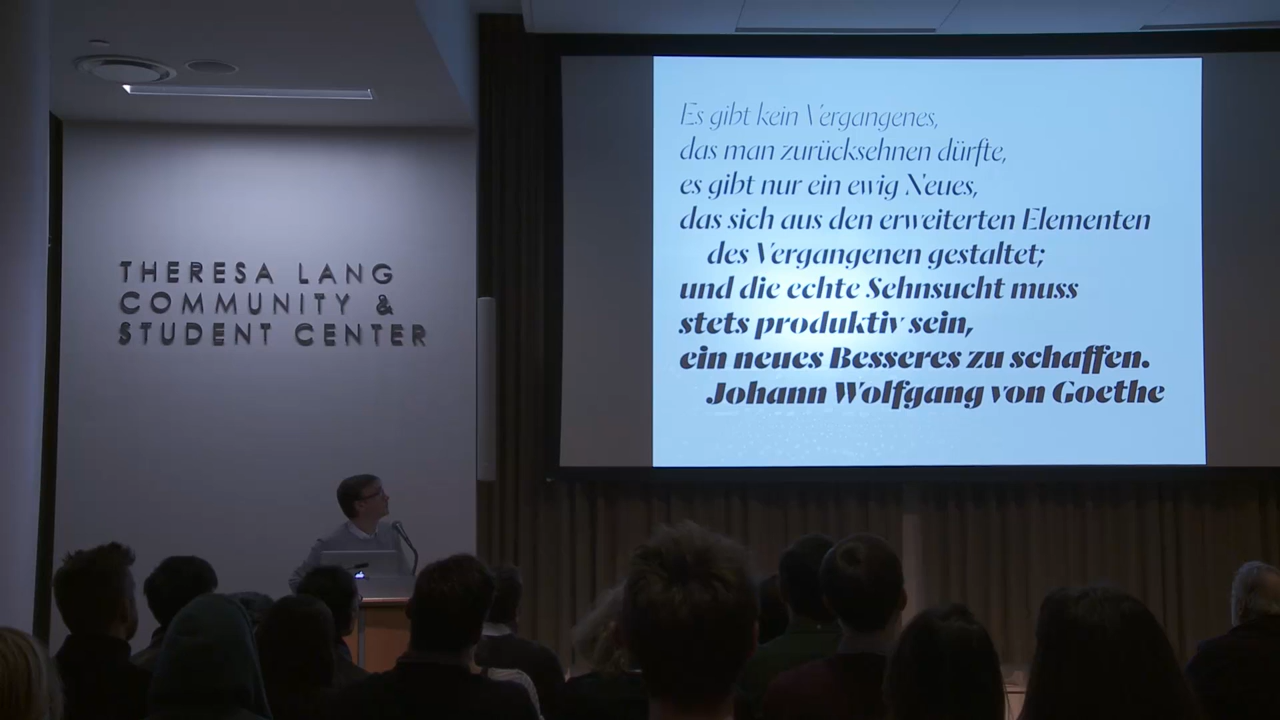 THERESA LANG
COMMUNITY &
STUDENT CENTER
Es gibt kein Vergangenes,
das man zurücksehnen dürfte,
es gibt nur ein ewig Neues,
das sich aus den erweiterten Elementen
des Vergangenen gestaltet;
und die echte Sehnsucht muss
stets produktiv sein,
ein neues Besseres zu schaffen.
Johann Wolfgang von Goethe